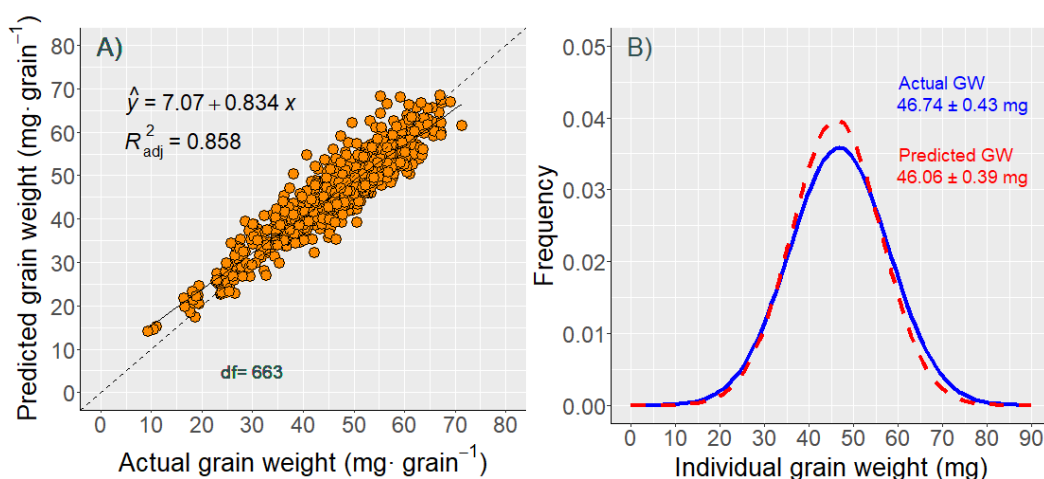 A)
ŷ = 7.07 + 0.834 x
R²adj = 0.858
df= 663
Predicted grain weight (mg· grain⁻¹)
80
70
60
50
40
30
20
10
0
0 10 20 30 40 50 60 70 80
Actual grain weight (mg· grain⁻¹)
B)
Actual GW
46.74 ± 0.43 mg
Predicted GW
46.06 ± 0.39 mg
Frequency
0.05
0.04
0.03
0.02
0.01
0.00
0 10 20 30 40 50 60 70 80 90
Individual grain weight (mg)